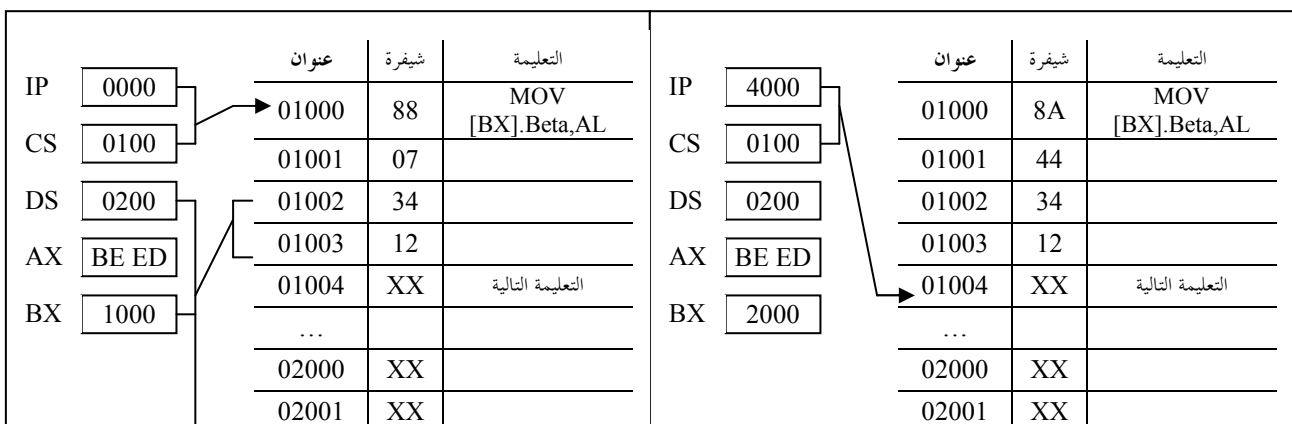 عنوان شيفرة التعليمة
IP 0000
01000 88 MOV [BX].Beta,AL
CS 0100
01001 07
DS 0200
01002 34
01003 12
AX BE ED
01004 XX التعليمة التالية
BX 1000
...
02000 XX
02001 XX
عنوان شيفرة التعليمة
IP 4000
01000 8A MOV [BX].Beta,AL
CS 0100
01001 44
DS 0200
01002 34
01003 12
AX BE ED
01004 XX التعليمة التالية
BX 2000
...
02000 XX
02001 XX